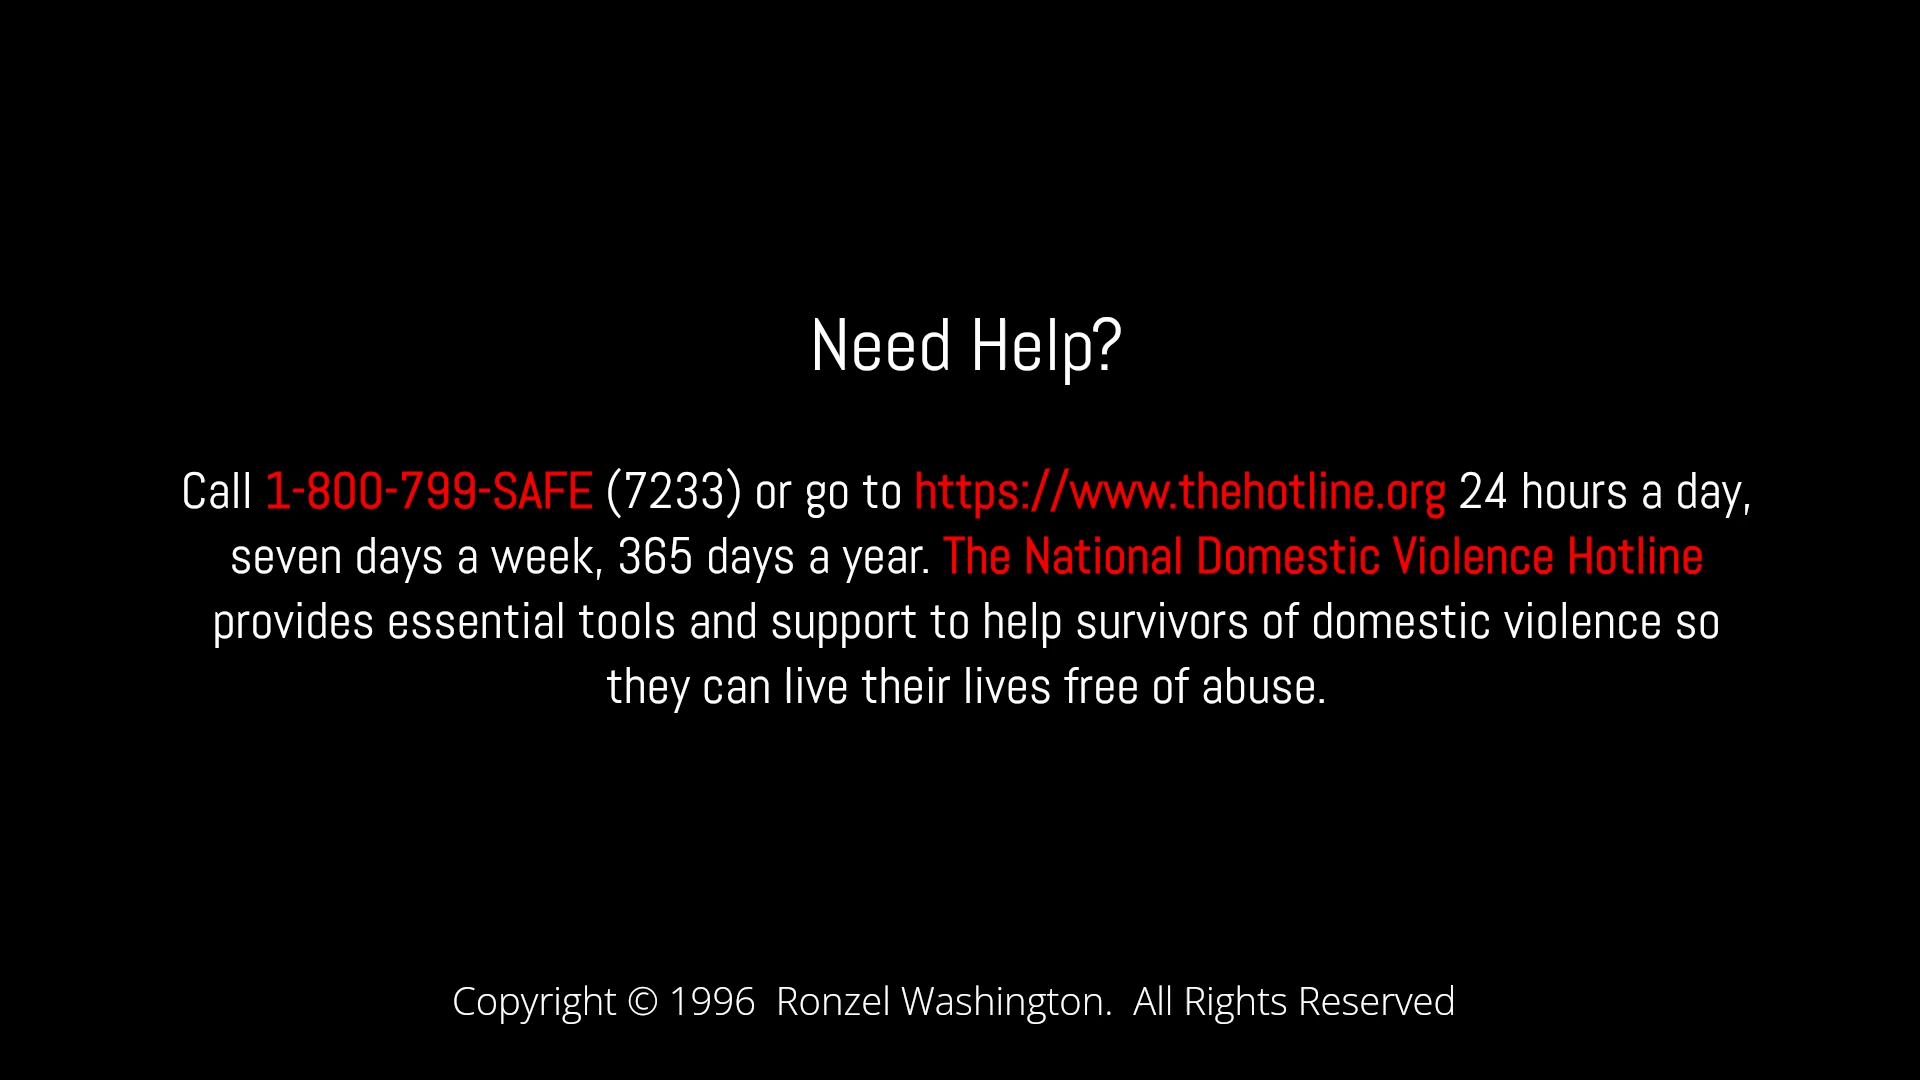 Need Help?
Call 1-800-799-SAFE (7233) or go to https://www.thehotline.org 24 hours a day,
seven days a week, 365 days a year. The National Domestic Violence Hotline
provides essential tools and support to help survivors of domestic violence so
they can live their lives free of abuse.
Copyright © 1996  Ronzel Washington.  All Rights Reserved